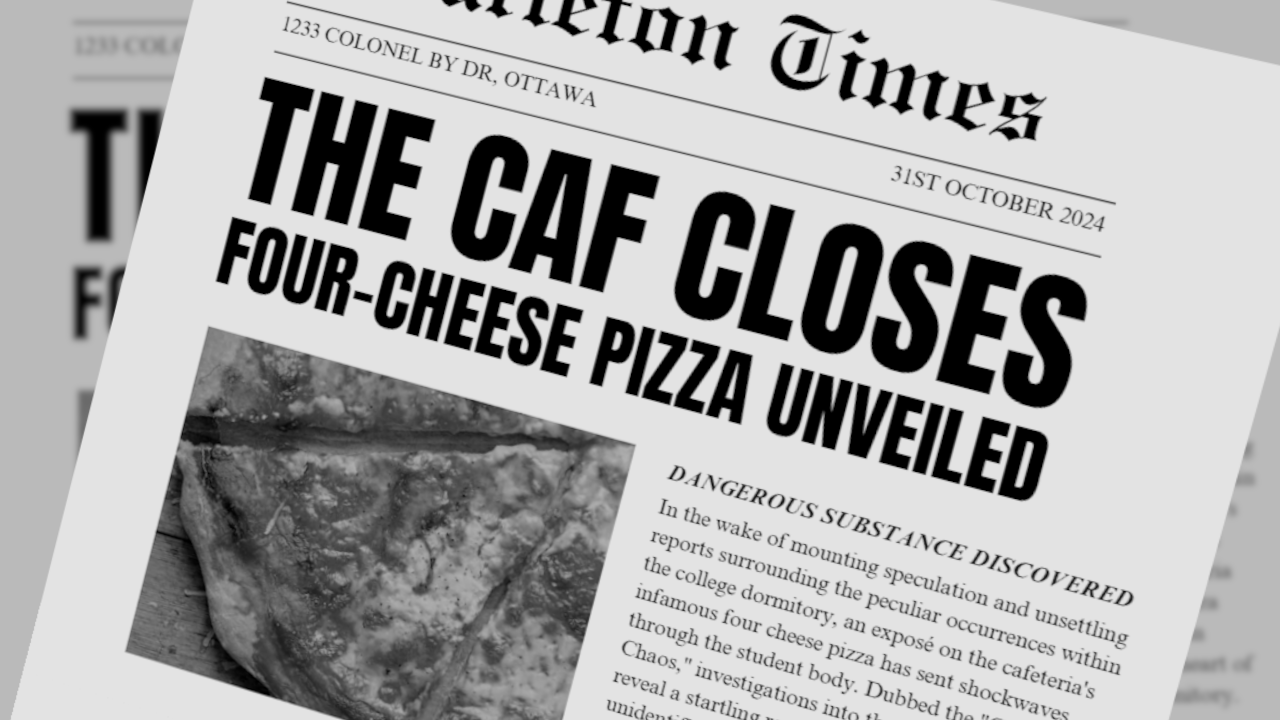 Times
1233 COLONEL BY DR, OTTAWA
31ST OCTOBER 2024
THE CAF CLOSES
FOUR-CHEESE PIZZA UNVEILED
DANGEROUS SUBSTANCE DISCOVERED
In the wake of mounting speculation and unsettling
reports surrounding the peculiar occurrences within
the college dormitory, an exposé on the cafeteria's
infamous four cheese pizza has sent shockwaves
through the student body. Dubbed the
Chaos," investigations into
reveal a startling